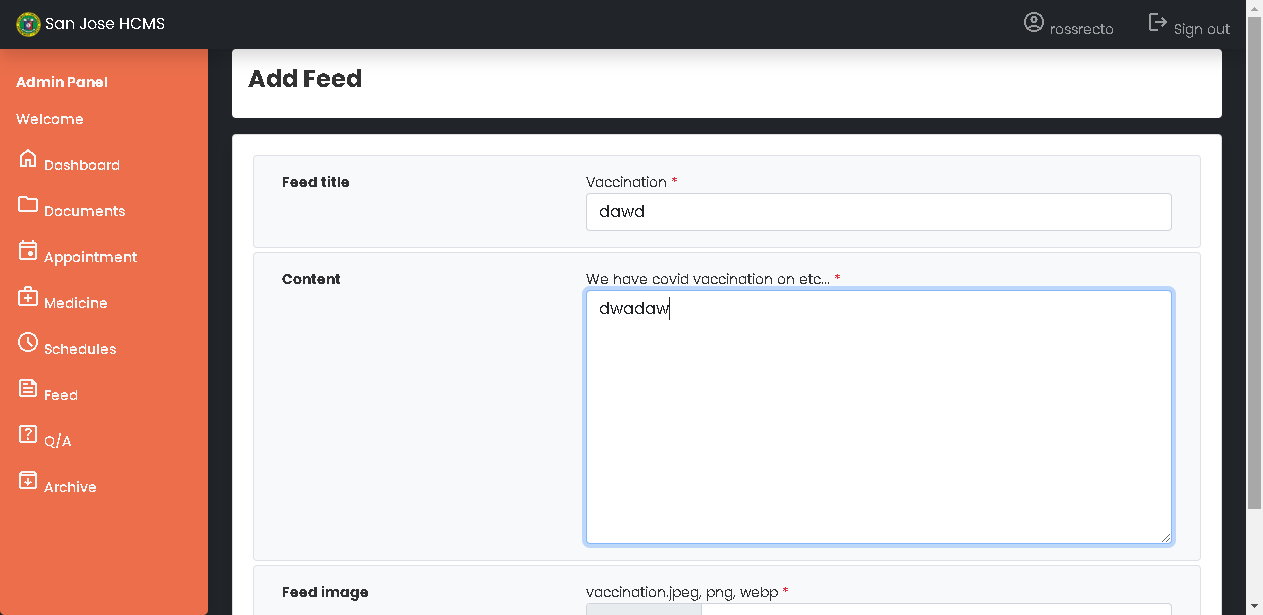 San Jose HCMS
rossrecto
Sign out
Admin Panel
Welcome
Dashboard
Documents
Appointment
Medicine
Schedules
Feed
Q/A
Archive
Add Feed
Feed title
Vaccination *
dawd
Content
We have covid vaccination on etc... *
dwadaw
Feed image
vaccination.jpeg, png, webp *